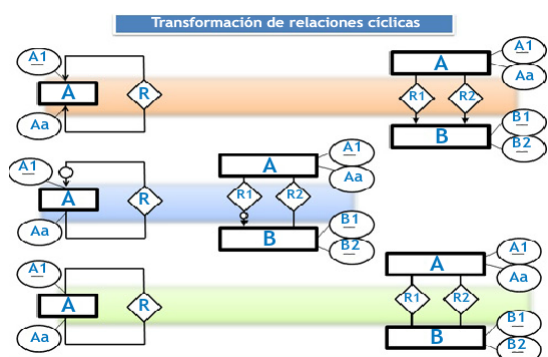 Transformación de relaciones cíclicas
A1
A
R
Aa
A
A1
Aa
R1
R2
B
B1
B2
A1
A
R
Aa
A
A1
Aa
R1
R2
B
B1
B2
A1
A
R
Aa
A
A1
Aa
R1
R2
B
B1
B2